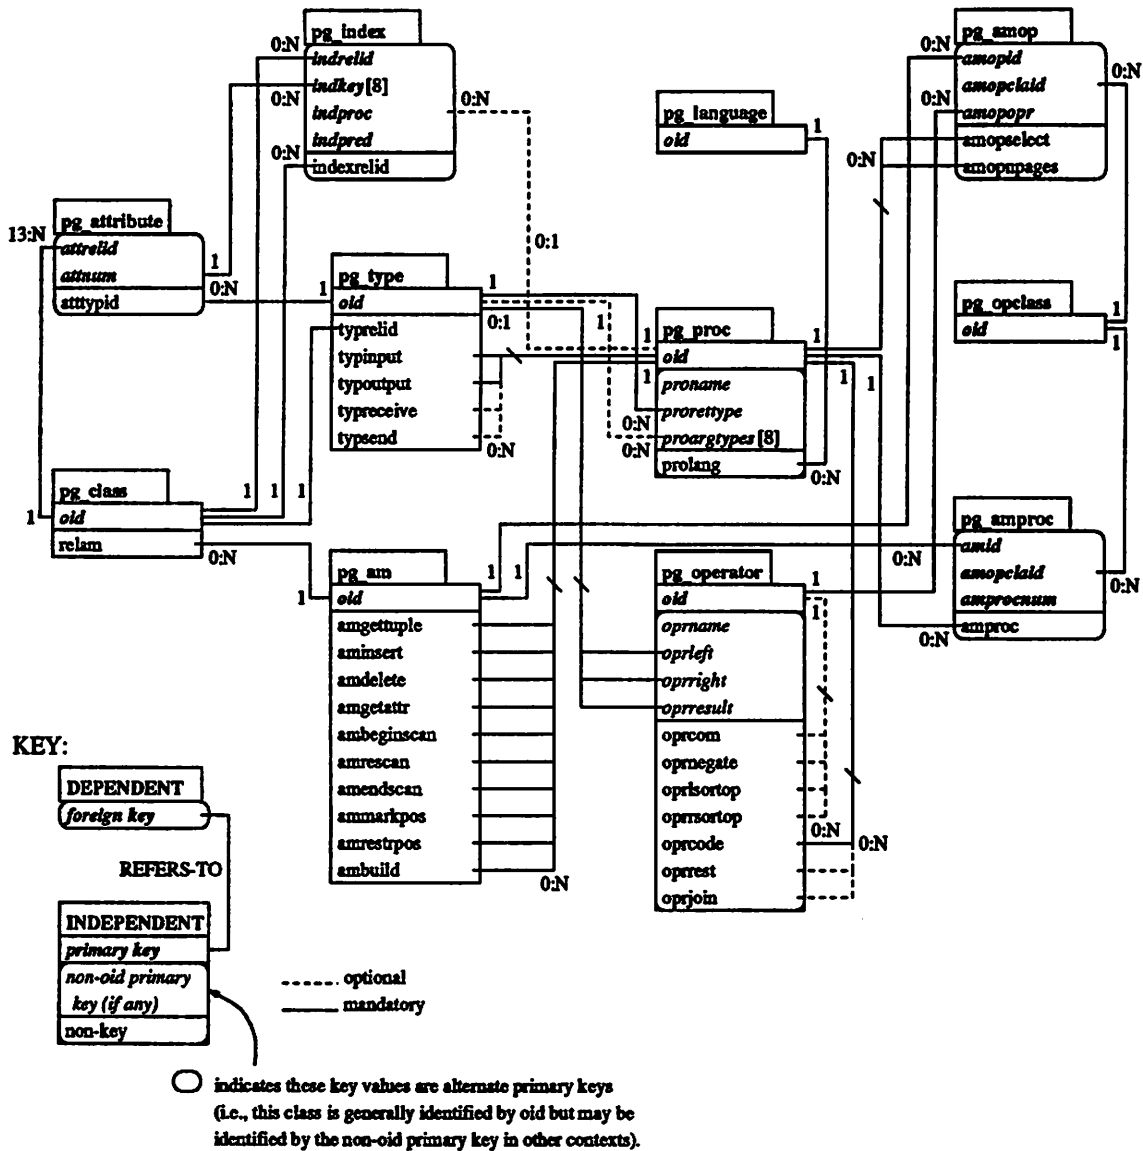 pg_index
0:N
indrelid
indkey[8]
0:N
indproc
0:N
indpred
0:N
indexrelid
pg_language
1
oid
pg_amop
0:N
amopid
0:N
amopclaid
0:N
amopopr
amopselect
0:N
amopnpages
pg_attribute
13:N
attrelid
attnum
1
0:N
atttypid
0:1
pg_type
1
1
oid
0:1
1
typrelid
typinput
typoutput
typreceive
typsend
0:N
pg_proc
1
1
oid
1
1
1
proname
prorettype
0:N
proargtypes[8]
0:N
prolang
0:N
pg_opclass
oid
1
1
pg_class
1
1
1
1
oid
relam
0:N
pg_am
1
1
1
oid
amgettuple
aminsert
amdelete
amgetattr
ambeginscan
amrescan
amendscan
ammarkpos
amrestrpos
ambuild
0:N
pg_operator
1
oid
1
oprname
oprleft
oprright
oprresult
oprcom
oprnegate
oprlsortop
oprrsortop
0:N
oprcode
0:N
oprrest
oprjoin
pg_amproc
amid
0:N
amopclaid
0:N
amprocnum
amproc
0:N
KEY:
DEPENDENT
foreign key
REFERS-TO
INDEPENDENT
primary key
non-oid primary
key (if any)
non-key
optional
mandatory
indicates these key values are alternate primary keys
(i.e., this class is generally identified by oid but may be
identified by the non-oid primary key in other contexts).